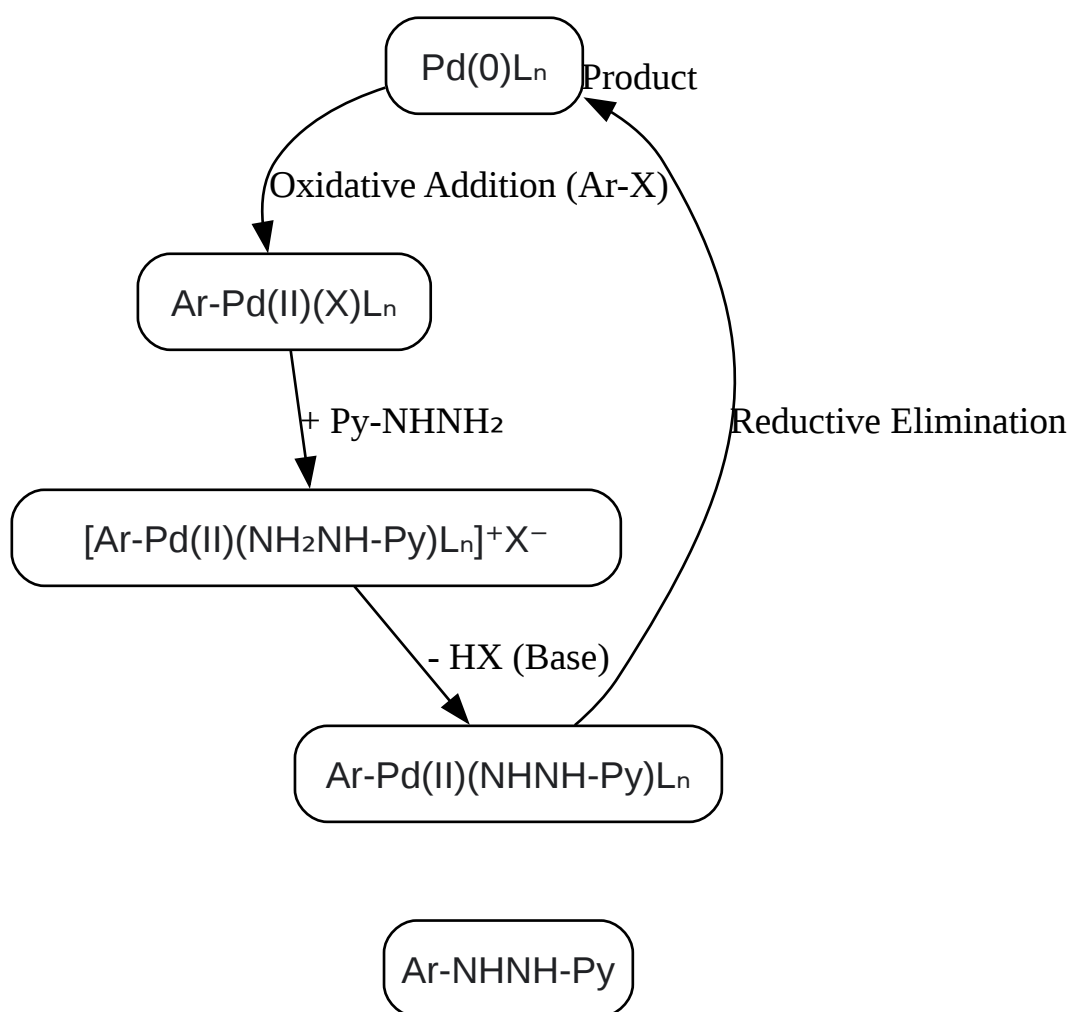 Pd(0)Lₙ
Product
Oxidative Addition (Ar-X)
Ar-Pd(II)(X)Lₙ
+ Py-NHNH₂
Reductive Elimination
[Ar-Pd(II)(NH₂NH-Py)Lₙ]⁺X⁻
- HX (Base)
Ar-Pd(II)(NHNH-Py)Lₙ
Ar-NHNH-Py